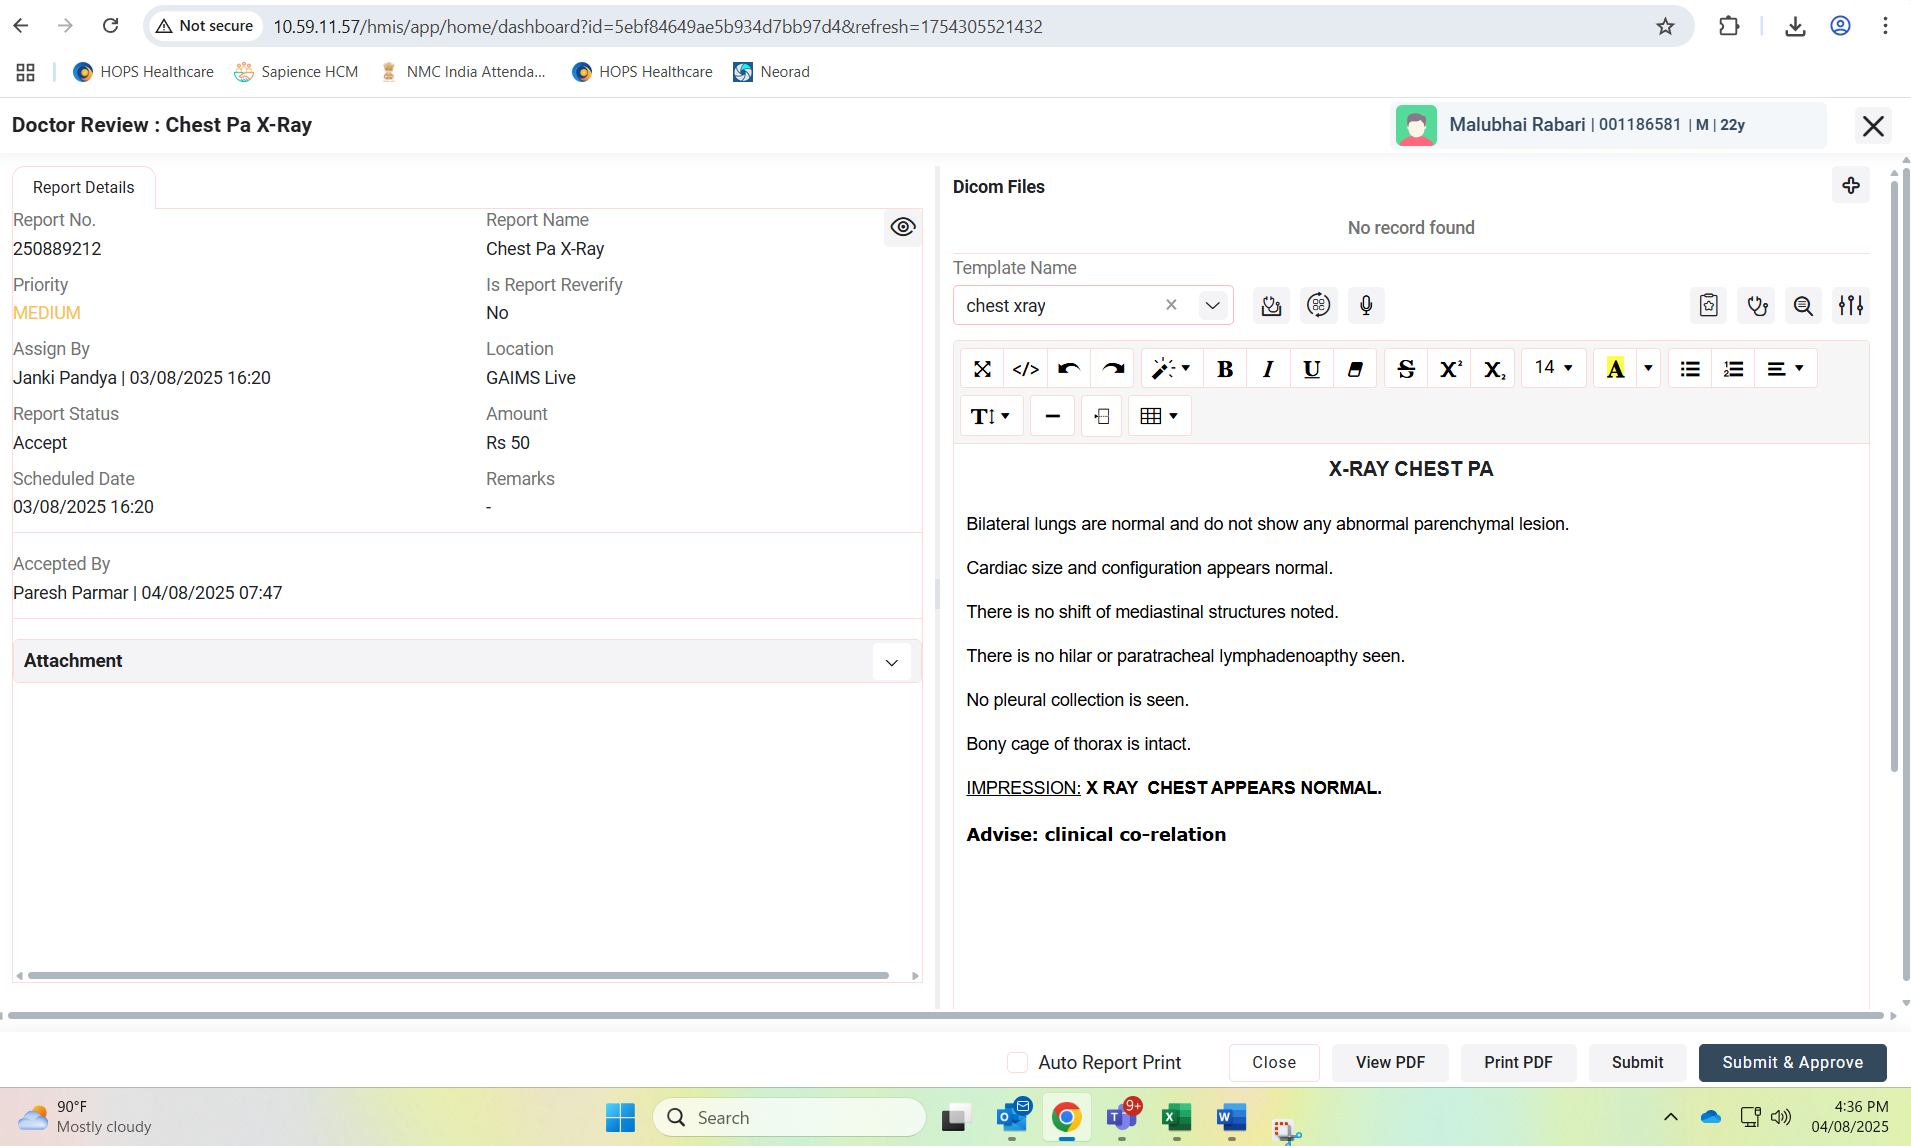 Not secure
10.59.11.57/hmis/app/home/dashboard?id=5ebf84649ae5b934d7bb97d4&refresh=1754305521432
HOPS Healthcare
Sapience HCM
NMC India Attenda...
HOPS Healthcare
Neorad
Doctor Review : Chest Pa X-Ray
Malubhai Rabari | 001186581 | M | 22y
Report Details
Report No.
250889212
Report Name
Chest Pa X-Ray
Priority
MEDIUM
Is Report Reverify
No
Assign By
Janki Pandya | 03/08/2025 16:20
Location
GAIMS Live
Report Status
Accept
Amount
Rs 50
Scheduled Date
03/08/2025 16:20
Remarks
-
Accepted By
Paresh Parmar | 04/08/2025 07:47
Attachment
Dicom Files
No record found
Template Name
chest xray
14
X-RAY CHEST PA
Bilateral lungs are normal and do not show any abnormal parenchymal lesion.
Cardiac size and configuration appears normal.
There is no shift of mediastinal structures noted.
There is no hilar or paratracheal lymphadenoapthy seen.
No pleural collection is seen.
Bony cage of thorax is intact.
IMPRESSION: X RAY  CHEST APPEARS NORMAL.
Advise: clinical co-relation
Auto Report Print
Close
View PDF
Print PDF
Submit
Submit & Approve
90°F
Mostly cloudy
Search
9+
4:36 PM
04/08/2025